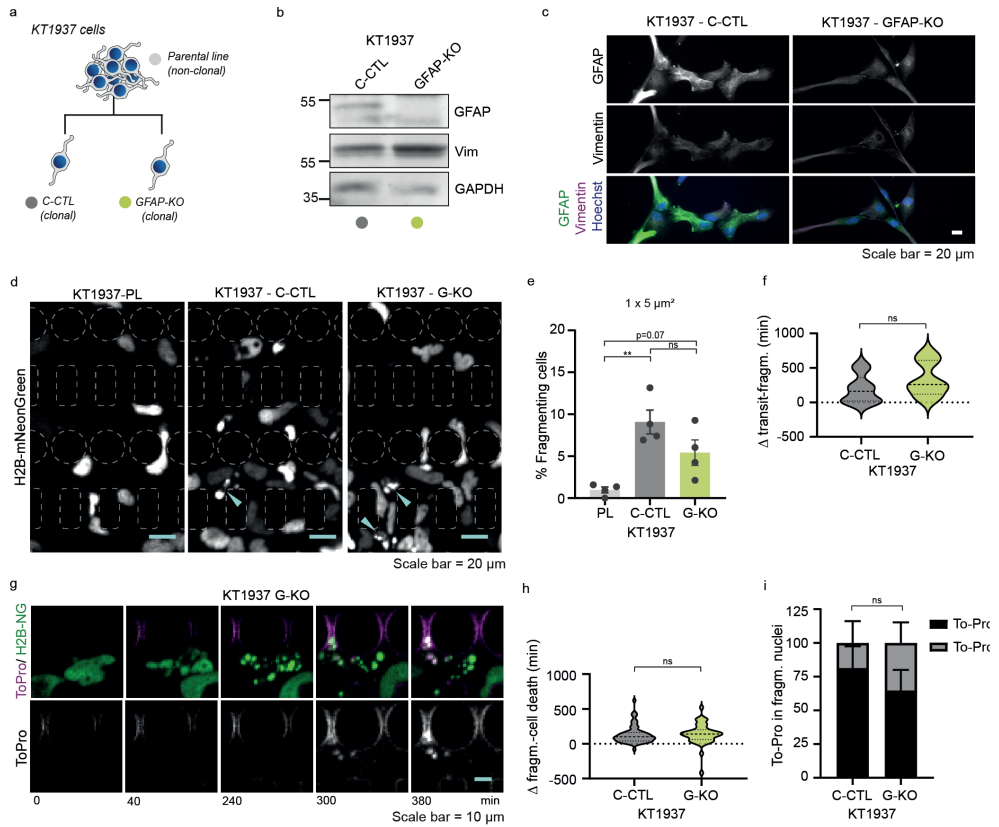 a
KT1937 cells
Parental line
(non-clonal)
C-CTL
(clonal)
GFAP-KO
(clonal)
b
KT1937
C-CTL
GFAP-KO
55
GFAP
Vim
55
GAPDH
35
c
KT1937 - C-CTL
KT1937 - GFAP-KO
GFAP
Vimentin
GFAP
Vimentin
Hoechst
Scale bar = 20 µm
d
KT1937-PL
KT1937 - C-CTL
KT1937 - G-KO
H2B-mNeonGreen
Scale bar = 20 µm
e
1 x 5 µm²
% Fragmenting cells
20
15
10
5
0
p=0.07
**
ns
PL
C-CTL
G-KO
KT1937
f
Δ transit-fragm. (min)
1000
500
0
-500
ns
C-CTL
G-KO
KT1937
g
KT1937 G-KO
ToPro/ H2B-NG
ToPro
0
40
240
300
380
min
Scale bar = 10 µm
h
Δ fragm.-cell death (min)
1000
500
0
-500
ns
C-CTL
G-KO
KT1937
i
To-Pro in fragm. nuclei
125
100
75
50
25
0
ns
To-Pro
To-Pro
C-CTL
G-KO
KT1937